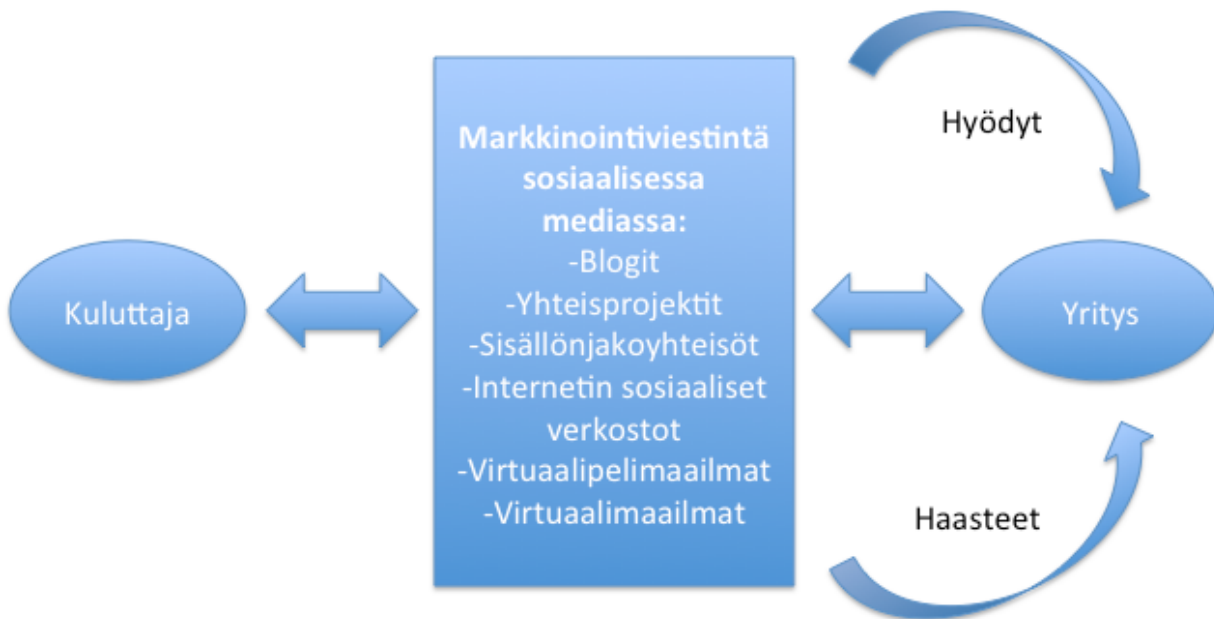 Kuluttaja
Markkinointiviestintä
sosiaalisessa
mediassa:
-Blogit
-Yhteisprojektit
-Sisällönjakoyhteisöt
-Internetin sosiaaliset
verkostot
-Virtuaalipelimaailmat
-Virtuaalimaailmat
Hyödyt
Yritys
Haasteet